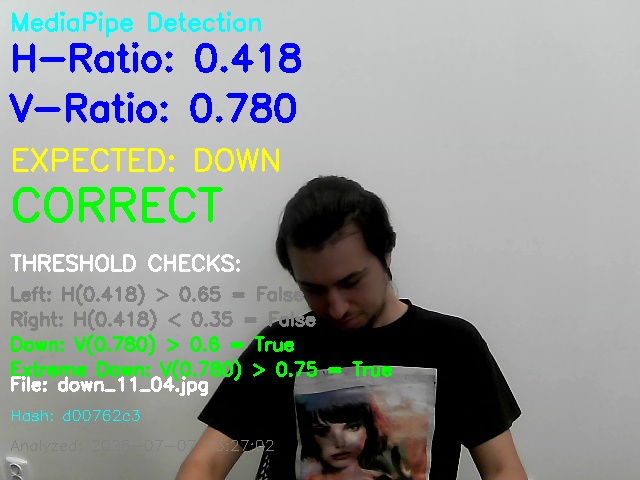 MediaPipe Detection
H-Ratio: 0.418
V-Ratio: 0.780
EXPECTED: DOWN
CORRECT
THRESHOLD CHECKS:
Left: H(0.418) > 0.65 = False
Right: H(0.418) < 0.35 = False
Down: V(0.780) > 0.6 = True
Extreme Down: V(0.780) > 0.75 = True
File: down_11_04.jpg
Hash: d00762c3
Analyzed: